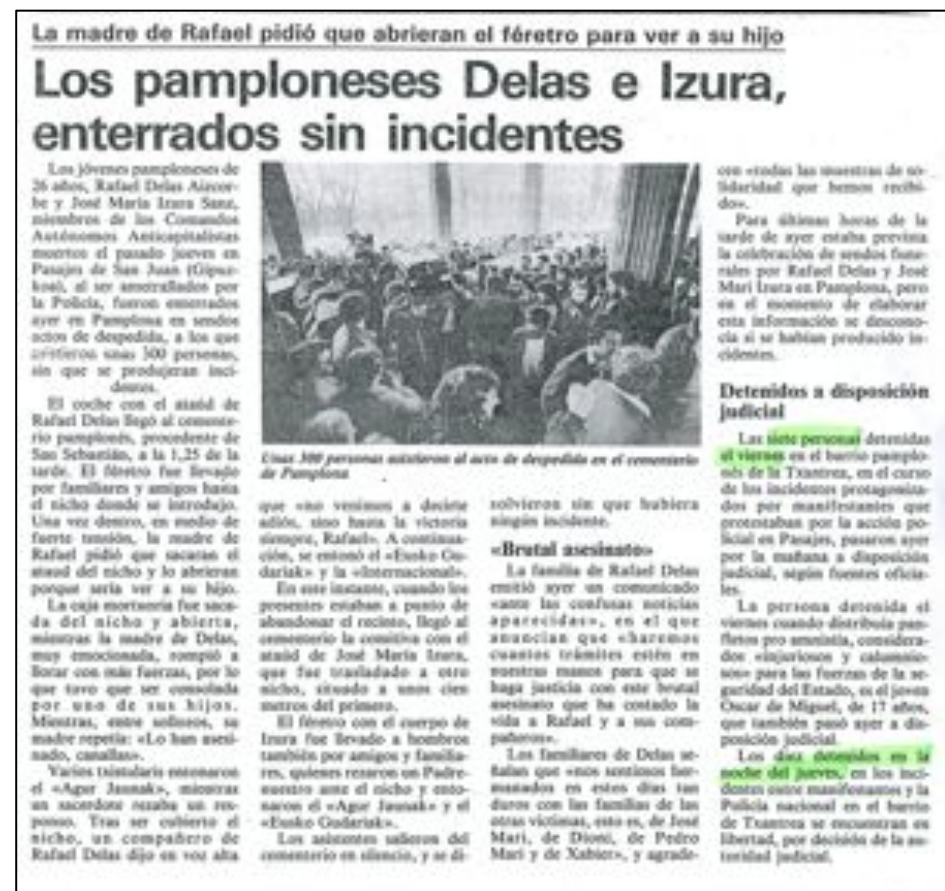 La madre de Rafael pidió que abrieran el féretro para ver a su hijo
Los pamploneses Delas e Izura,
enterrados sin incidentes
Los jóvenes pamploneses de
26 años, Rafael Delas Aizcor-
be y José María Izura Sanz,
miembros de los Comandos
Autónomos Anticapitalistas
muertos el pasado jueves en
Pasajes de San Juan (Gipuz-
koa), al ser ametrallados por
la Policía, fueron enterrados
ayer en Pamplona en sendos
actos de despedida, a los que
asistieron unas 300 personas,
sin que se produjeran inci-
dentes.
El coche con el ataúd de
Rafael Delas llegó al cemente-
rio pamplonés, procedente de
San Sebastián, a la 1,25 de la
tarde. El féretro fue llevado
por familiares y amigos hasta
el nicho donde se introdujo.
Una vez dentro, en medio de
fuerte tensión, la madre de
Rafael pidió que sacaran el
ataud del nicho y lo abrieran
porque sería ver a su hijo.
La caja mortuoria fue saca-
da del nicho y abierta,
mientras la madre de Delas,
muy emocionada, rompió a
llorar con más fuerzas, por lo
que tuvo que ser consolada
por uno de sus hijos.
Mientras, entre sollozos, su
madre repetía: «Lo han asesi-
nado, canallas».
Varios txistularis entonaron
el «Agur Jaunak», mientras
un sacerdote rezaba un res-
ponso. Tras ser cubierto el
nicho, un compañero de
Rafael Delas dijo en voz alta
Unas 300 personas asistieron al acto de despedida en el cementerio
de Pamplona
que «no venimos a decirte
adiós, sino hasta la victoria
siempre, Rafael». A continua-
ción, se entonó el «Eusko Gu-
dariak» y la «Internacional».
En este instante, cuando los
presentes estaban a punto de
abandonar el recinto, llegó al
cementerio la comitiva con el
ataúd de José María Izura,
que fue trasladado a otro
nicho, situado a unos cien
metros del primero.
El féretro con el cuerpo de
Izura fue llevado a hombros
también por amigos y familia-
res, quienes rezaron un Padre-
nuestro ante el nicho y ento-
naron el «Agur Jaunak» y el
«Eusko Gudariak».
Los asistentes salieron del
cementerio en silencio, y se di-
solvieron sin que hubiera
ningún incidente.
«Brutal asesinato»
La familia de Rafael Delas
emitió ayer un comunicado
«ante las confusas noticias
aparecidas», en el que
anuncian que «haremos
cuantos trámites estén en
nuestras manos para que se
haga justicia con este brutal
asesinato que ha costado la
vida a Rafael y a sus com-
pañeros».
Los familiares de Delas se-
ñalan que «nos sentimos her-
manados en estos días tan
duros con las familias de las
otras víctimas, esto es, de José
Mari, de Dioni, de Pedro
Mari y de Xabier», y agrade-
cen «todas las muestras de so-
lidaridad que hemos recibi-
do».
Para últimas horas de la
tarde de ayer estaba prevista
la celebración de sendos fune-
rales por Rafael Delas y José
Mari Izura en Pamplona, pero
en el momento de elaborar
esta información se descono-
cía si se habían producido in-
cidentes.
Detenidos a disposición
judicial
Las siete personas detenidas
el viernes en el barrio pamplo-
nés de la Txantrea, en el curso
de los incidentes protagoniza-
dos por manifestantes que
protestaban por la acción po-
licial en Pasajes, pasaron ayer
por la mañana a disposición
judicial, según fuentes oficia-
les.
La persona detenida el
viernes cuando distribuía pan-
fletos pro amnistía, considera-
dos «injuriosos y calumnio-
sos» para las fuerzas de la se-
guridad del Estado, es el joven
Oscar de Miguel, de 17 años,
que también pasó ayer a dis-
posición judicial.
Los diez detenidos en la
noche del jueves, en los inci-
dentes entre manifestantes y la
Policía nacional en el barrio
de Txantrea se encuentran en
libertad, por decisión de la au-
toridad judicial.